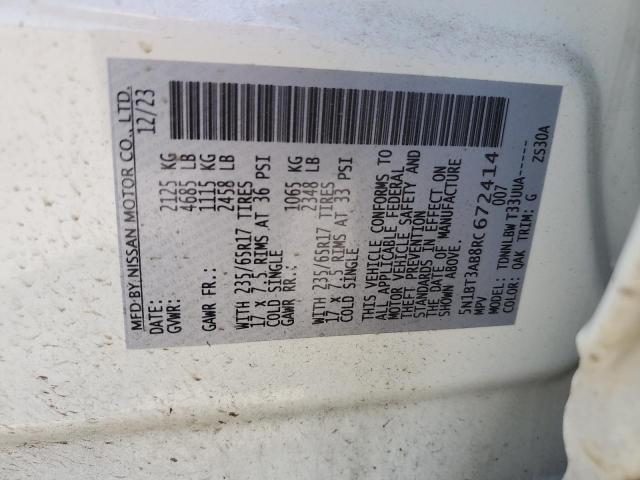 MFD BY NISSAN MOTOR CO., LTD.
DATE: 12/23
GVWR: 2125 KG
4685 LB
GAWR FR.: 1115 KG
2458 LB
WITH 235/65R17 TIRES
17 X 7.5 RIMS AT 36 PSI
COLD SINGLE
GAWR RR.: 1065 KG
2348 LB
WITH 235/65R17 TIRES
17 X 7.5 RIMS AT 33 PSI
COLD SINGLE
THIS VEHICLE CONFORMS TO
ALL APPLICABLE FEDERAL
MOTOR VEHICLE SAFETY AND
THEFT PREVENTION
STANDARDS IN EFFECT ON
THE DATE OF MANUFACTURE
SHOWN ABOVE.
5N1BT3AB8RC672414
MPV 007
MODEL: TDNNLBW T33UUA-----
COLOR: QAK TRIM: G ZS30A